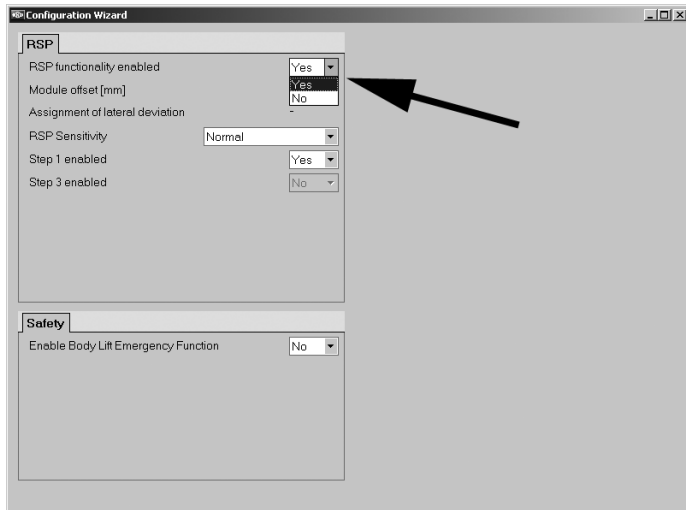 Configuration Wizard
RSP
RSP functionality enabled Yes
Yes
Module offset [mm]
No
Assignment of lateral deviation -
RSP Sensitivity Normal
Step 1 enabled Yes
Step 3 enabled No
Safety
Enable Body Lift Emergency Function No